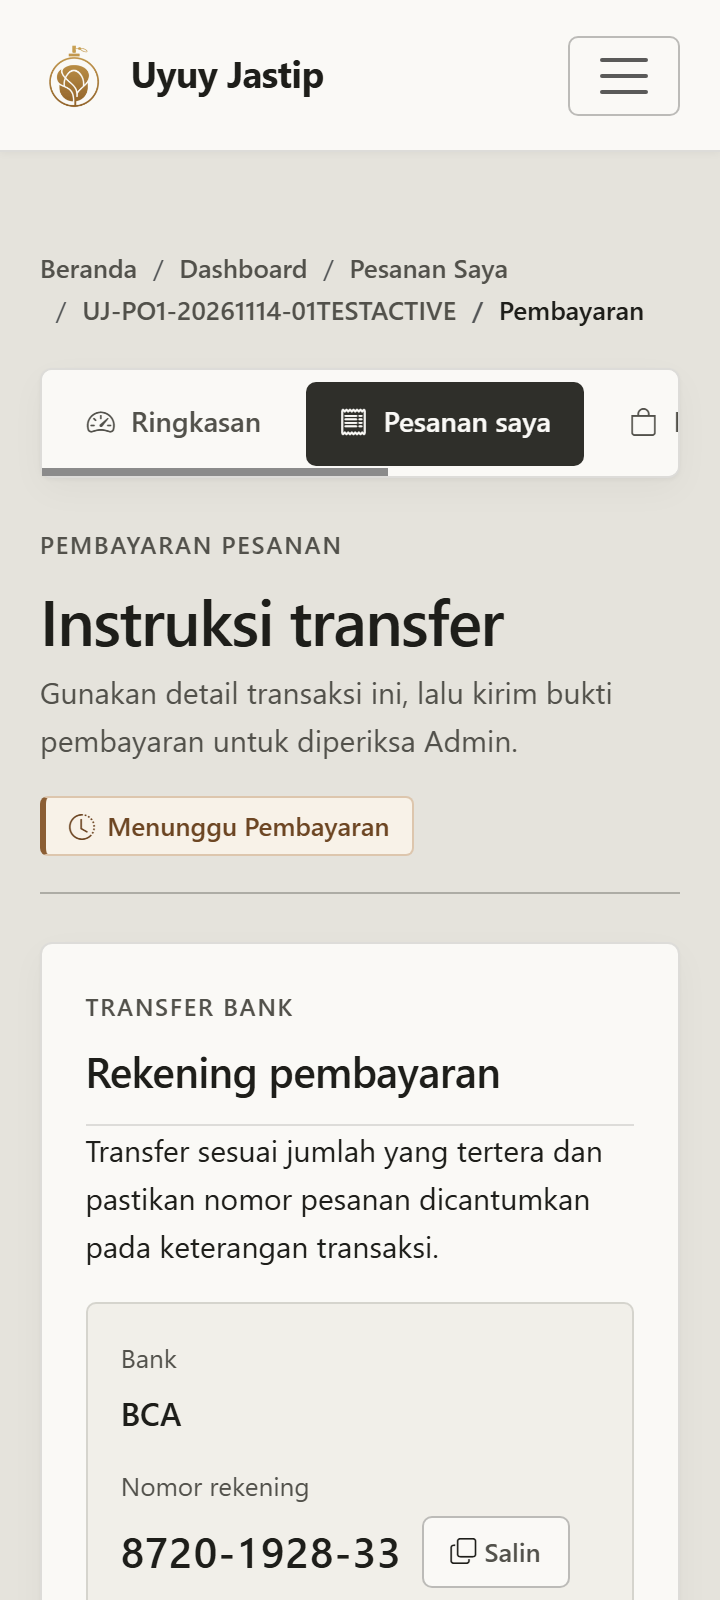 Uyuy Jastip
Beranda / Dashboard / Pesanan Saya
/ UJ-PO1-20261114-01TESTACTIVE / Pembayaran
Ringkasan
Pesanan saya
PEMBAYARAN PESANAN
Instruksi transfer
Gunakan detail transaksi ini, lalu kirim bukti
pembayaran untuk diperiksa Admin.
Menunggu Pembayaran
TRANSFER BANK
Rekening pembayaran
Transfer sesuai jumlah yang tertera dan
pastikan nomor pesanan dicantumkan
pada keterangan transaksi.
Bank
BCA
Nomor rekening
8720-1928-33
Salin